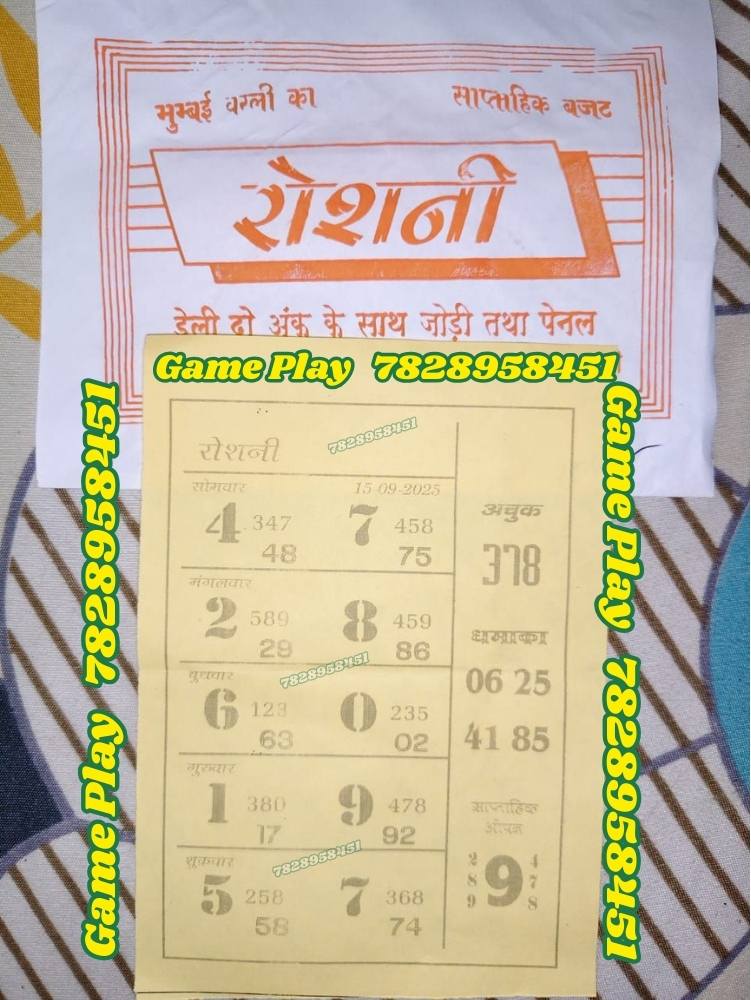 मुम्बई वरली का साप्ताहिक बजट
रोशनी
डेली दो अंक के साथ जोड़ी तथा पेनल
Game Play 7828958451
Game Play 7828958451
Game Play 7828958451
रोशनी 7828958451
सोमवार 15-09-2025
4 347 7 458
48 75
मंगलवार
2 589 8 459
29 86
बुधवार 7828958451
6 123 0 235
63 02
गुरुवार
1 380 9 478
17 92
शुक्रवार 7828958451
5 258 7 368
58 74
अचुक
378
धमाका
06 25
41 85
साप्ताहिक
ओपन
2 4
8 9 7
9 8